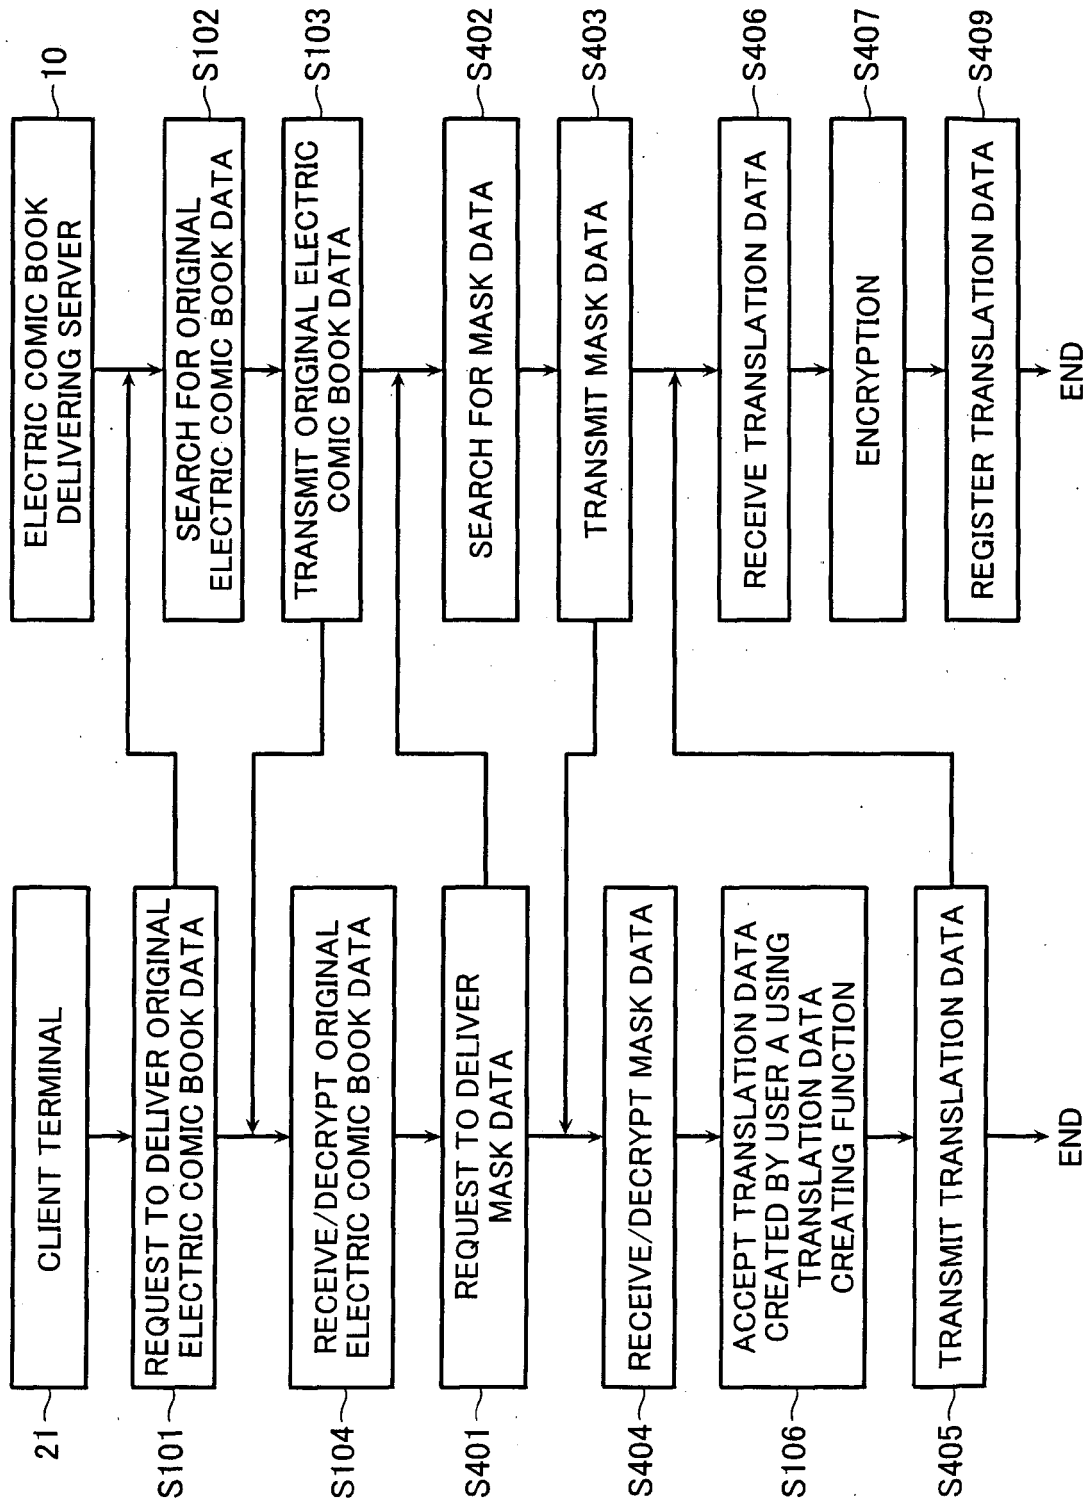 21
CLIENT TERMINAL
S101
REQUEST TO DELIVER ORIGINAL
ELECTRIC COMIC BOOK DATA
S104
RECEIVE/DECRYPT ORIGINAL
ELECTRIC COMIC BOOK DATA
S401
REQUEST TO DELIVER
MASK DATA
S404
RECEIVE/DECRYPT MASK DATA
S106
ACCEPT TRANSLATION DATA
CREATED BY USER A USING
TRANSLATION DATA
CREATING FUNCTION
S405
TRANSMIT TRANSLATION DATA
END
ELECTRIC COMIC BOOK
DELIVERING SERVER
10
SEARCH FOR ORIGINAL
ELECTRIC COMIC BOOK DATA
S102
TRANSMIT ORIGINAL ELECTRIC
COMIC BOOK DATA
S103
SEARCH FOR MASK DATA
S402
TRANSMIT MASK DATA
S403
RECEIVE TRANSLATION DATA
S406
ENCRYPTION
S407
REGISTER TRANSLATION DATA
S409
END